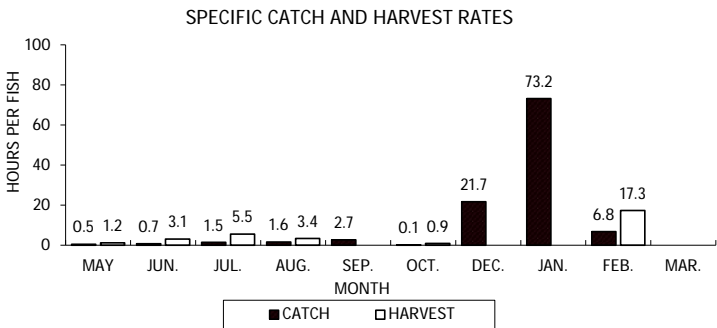 SPECIFIC CATCH AND HARVEST RATES
HOURS PER FISH
100
80
60
40
20
0
0.5 1.2 0.7 3.1 1.5 5.5 1.6 3.4 2.7 0.1 0.9 21.7 73.2 6.8 17.3
MAY JUN. JUL. AUG. SEP. OCT. DEC. JAN. FEB. MAR.
MONTH
CATCH HARVEST